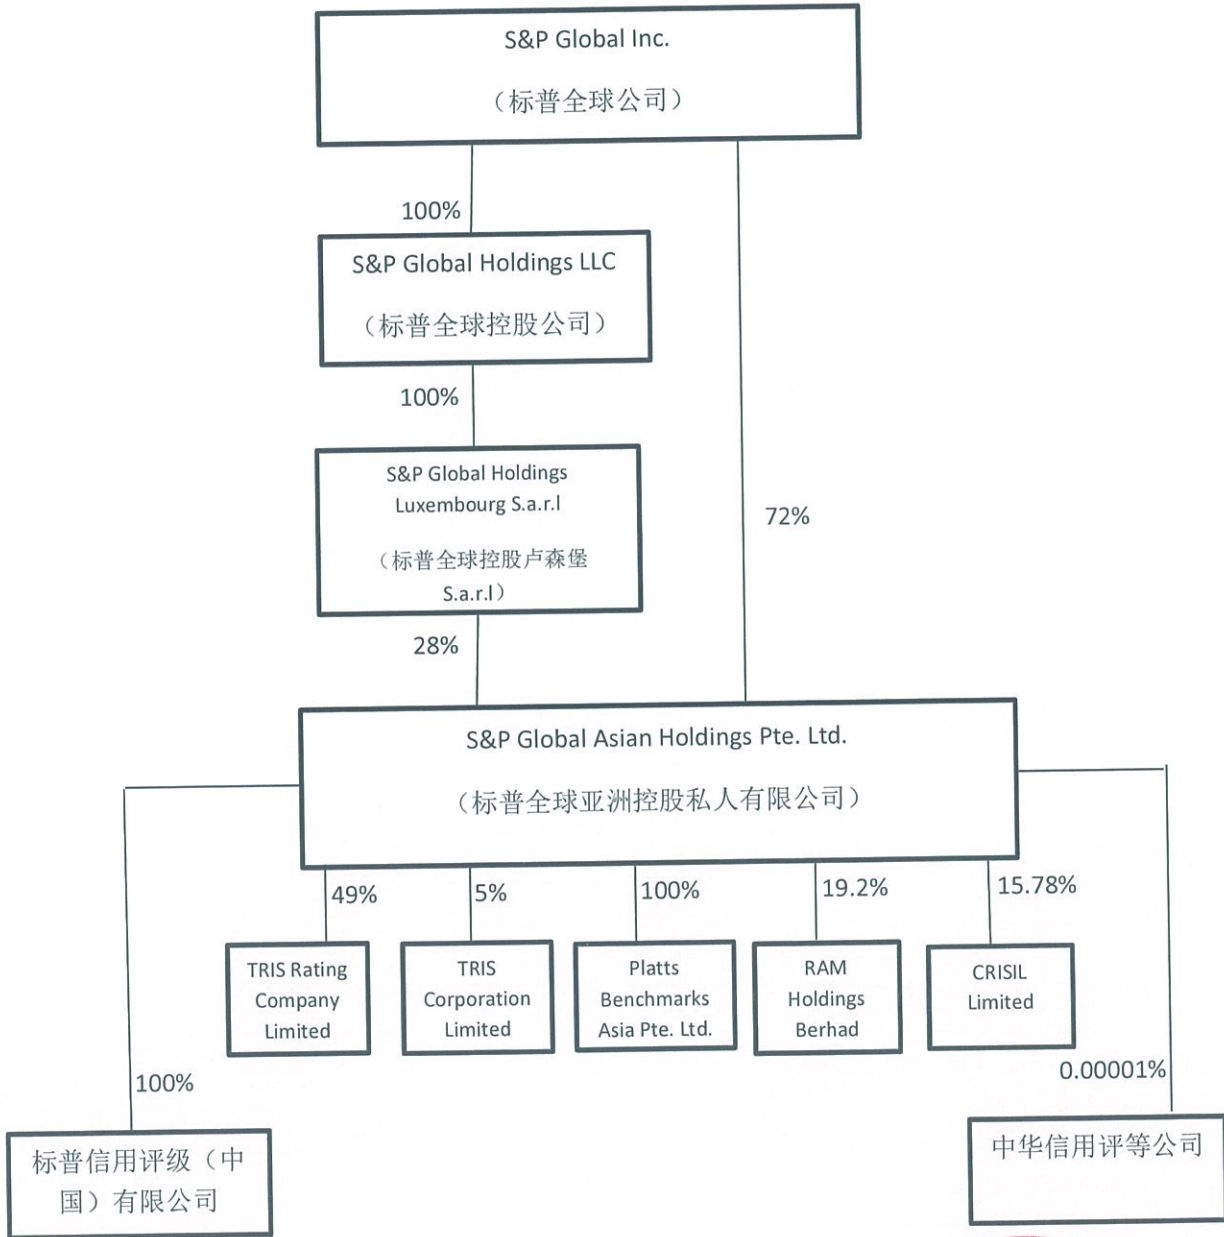 S&P Global Inc.
（标普全球公司）
100%
S&P Global Holdings LLC
（标普全球控股公司）
100%
S&P Global Holdings
Luxembourg S.a.r.l
（标普全球控股卢森堡
S.a.r.l）
72%
28%
S&P Global Asian Holdings Pte. Ltd.
（标普全球亚洲控股私人有限公司）
49%
5%
100%
19.2%
15.78%
TRIS Rating
Company
Limited
TRIS
Corporation
Limited
Platts
Benchmarks
Asia Pte. Ltd.
RAM
Holdings
Berhad
CRISIL
Limited
100%
0.00001%
标普信用评级（中
国）有限公司
中华信用评等公司